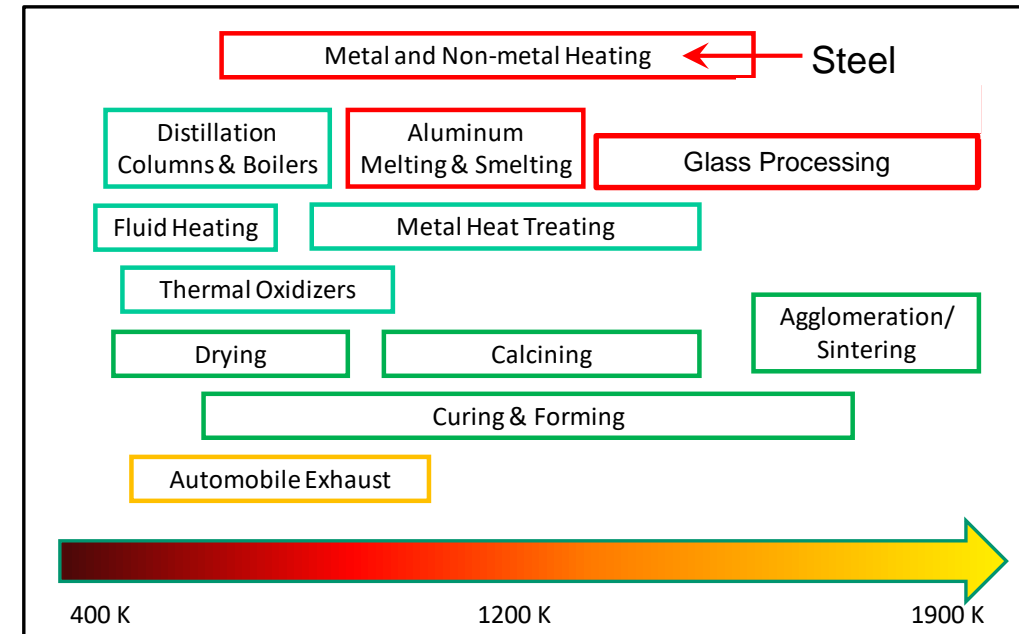 Metal and Non-metal Heating
Steel
Distillation
Columns & Boilers
Aluminum
Melting & Smelting
Glass Processing
Fluid Heating
Metal Heat Treating
Thermal Oxidizers
Agglomeration/
Sintering
Drying
Calcining
Curing & Forming
Automobile Exhaust
400 K
1200 K
1900 K